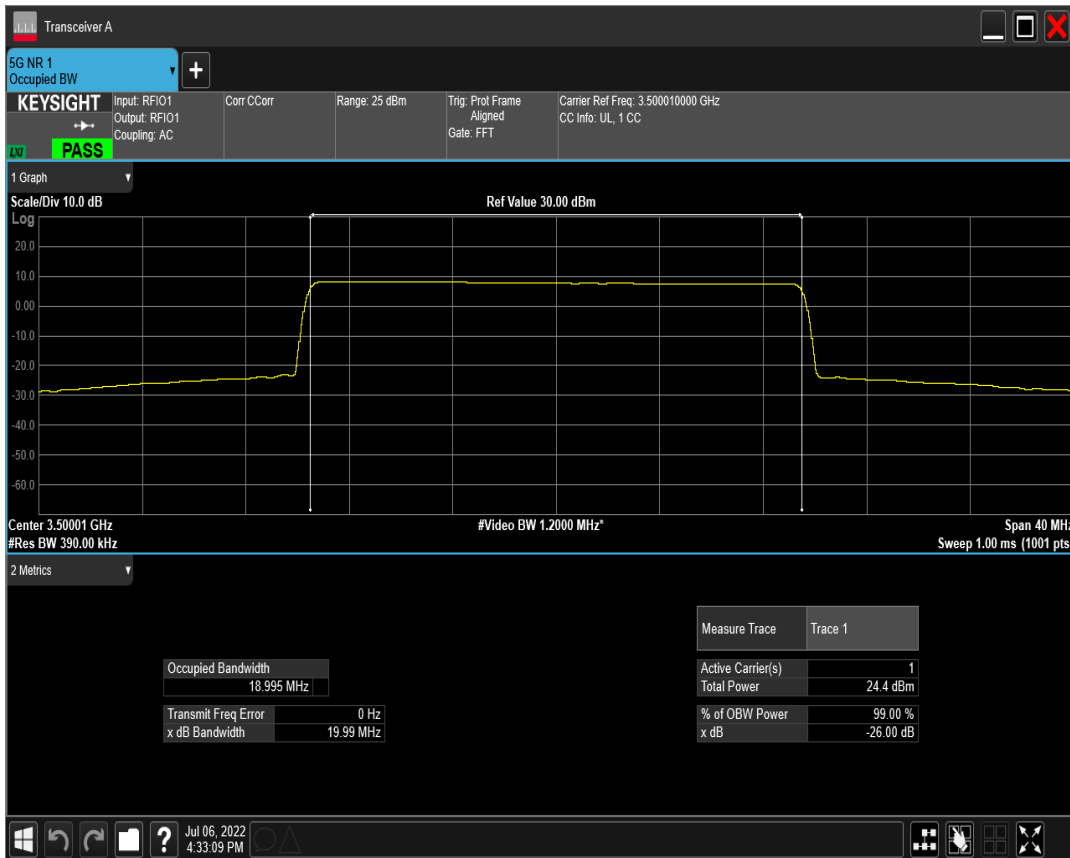 Transceiver A
5G NR 1
Occupied BW
+
KEYSIGHT
LXI
PASS
Input: RFIO1
Output: RFIO1
Coupling: AC
Corr CCorr
Range: 25 dBm
Trig: Prot Frame
Aligned
Gate: FFT
Carrier Ref Freq: 3.500010000 GHz
CC Info: UL, 1 CC
1 Graph
Scale/Div 10.0 dB
Ref Value 30.00 dBm
Log
20.0
10.0
0.00
-10.0
-20.0
-30.0
-40.0
-50.0
-60.0
Center 3.50001 GHz
#Video BW 1.2000 MHz*
Span 40 MHz
#Res BW 390.00 kHz
Sweep 1.00 ms (1001 pts
2 Metrics
Measure Trace Trace 1
Occupied Bandwidth
18.995 MHz
Active Carrier(s) 1
Total Power 24.4 dBm
Transmit Freq Error 0 Hz
x dB Bandwidth 19.99 MHz
% of OBW Power 99.00 %
x dB -26.00 dB
?
Jul 06, 2022
4:33:09 PM